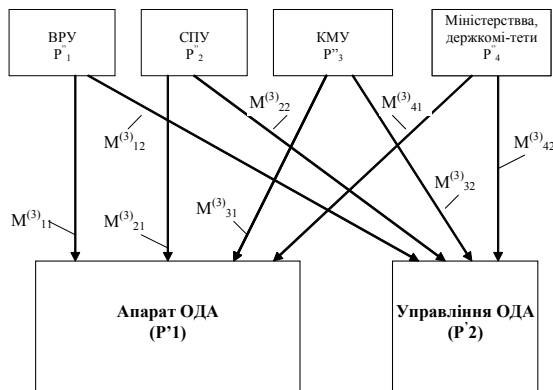 ВРУ
P”1
СПУ
P”2
КМУ
P”3
Міністерствва,
держкомі-тети
P”4
M(3)12
M(3)22
M(3)41
M(3)42
M(3)11
M(3)21
M(3)31
M(3)32
Апарат ОДА
(P’1)
Управління ОДА
(P’2)